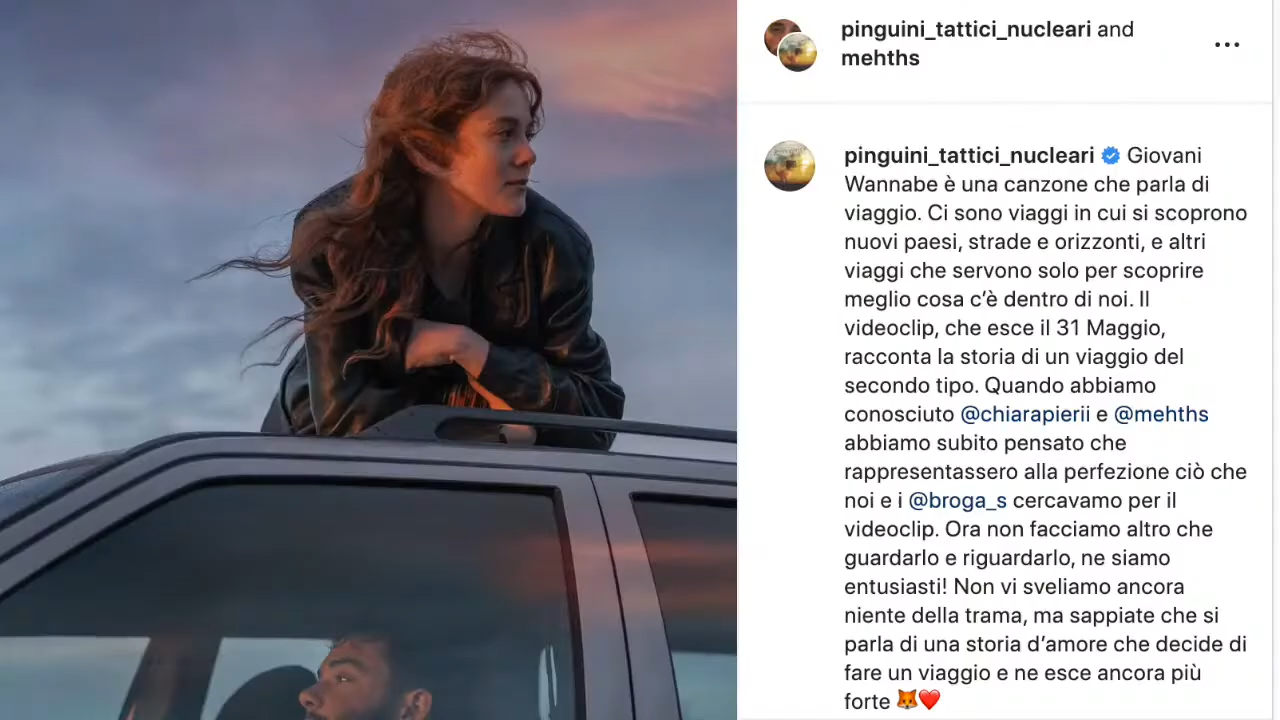 pinguini_tattici_nucleari and
mehths
pinguini_tattici_nucleari Giovani
Wannabe è una canzone che parla di
viaggio. Ci sono viaggi in cui si scoprono
nuovi paesi, strade e orizzonti, e altri
viaggi che servono solo per scoprire
meglio cosa c’è dentro di noi. Il
videoclip, che esce il 31 Maggio,
racconta la storia di un viaggio del
secondo tipo. Quando abbiamo
conosciuto @chiarapierii e @mehths
abbiamo subito pensato che
rappresentassero alla perfezione ciò che
noi e i @broga_s cercavamo per il
videoclip. Ora non facciamo altro che
guardarlo e riguardarlo, ne siamo
entusiasti! Non vi sveliamo ancora
niente della trama, ma sappiate che si
parla di una storia d’amore che decide di
fare un viaggio e ne esce ancora più
forte 🦊❤️